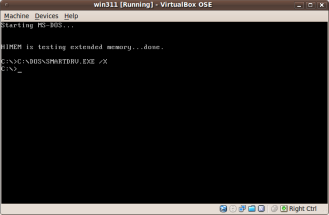 win311 [Running] - VirtualBox OSE
Machine Devices Help
Starting MS-DOS...
HIMEM is testing extended memory...done.
C:\>C:\DOS\SMARTDRV.EXE /X
C:\>_
Right Ctrl